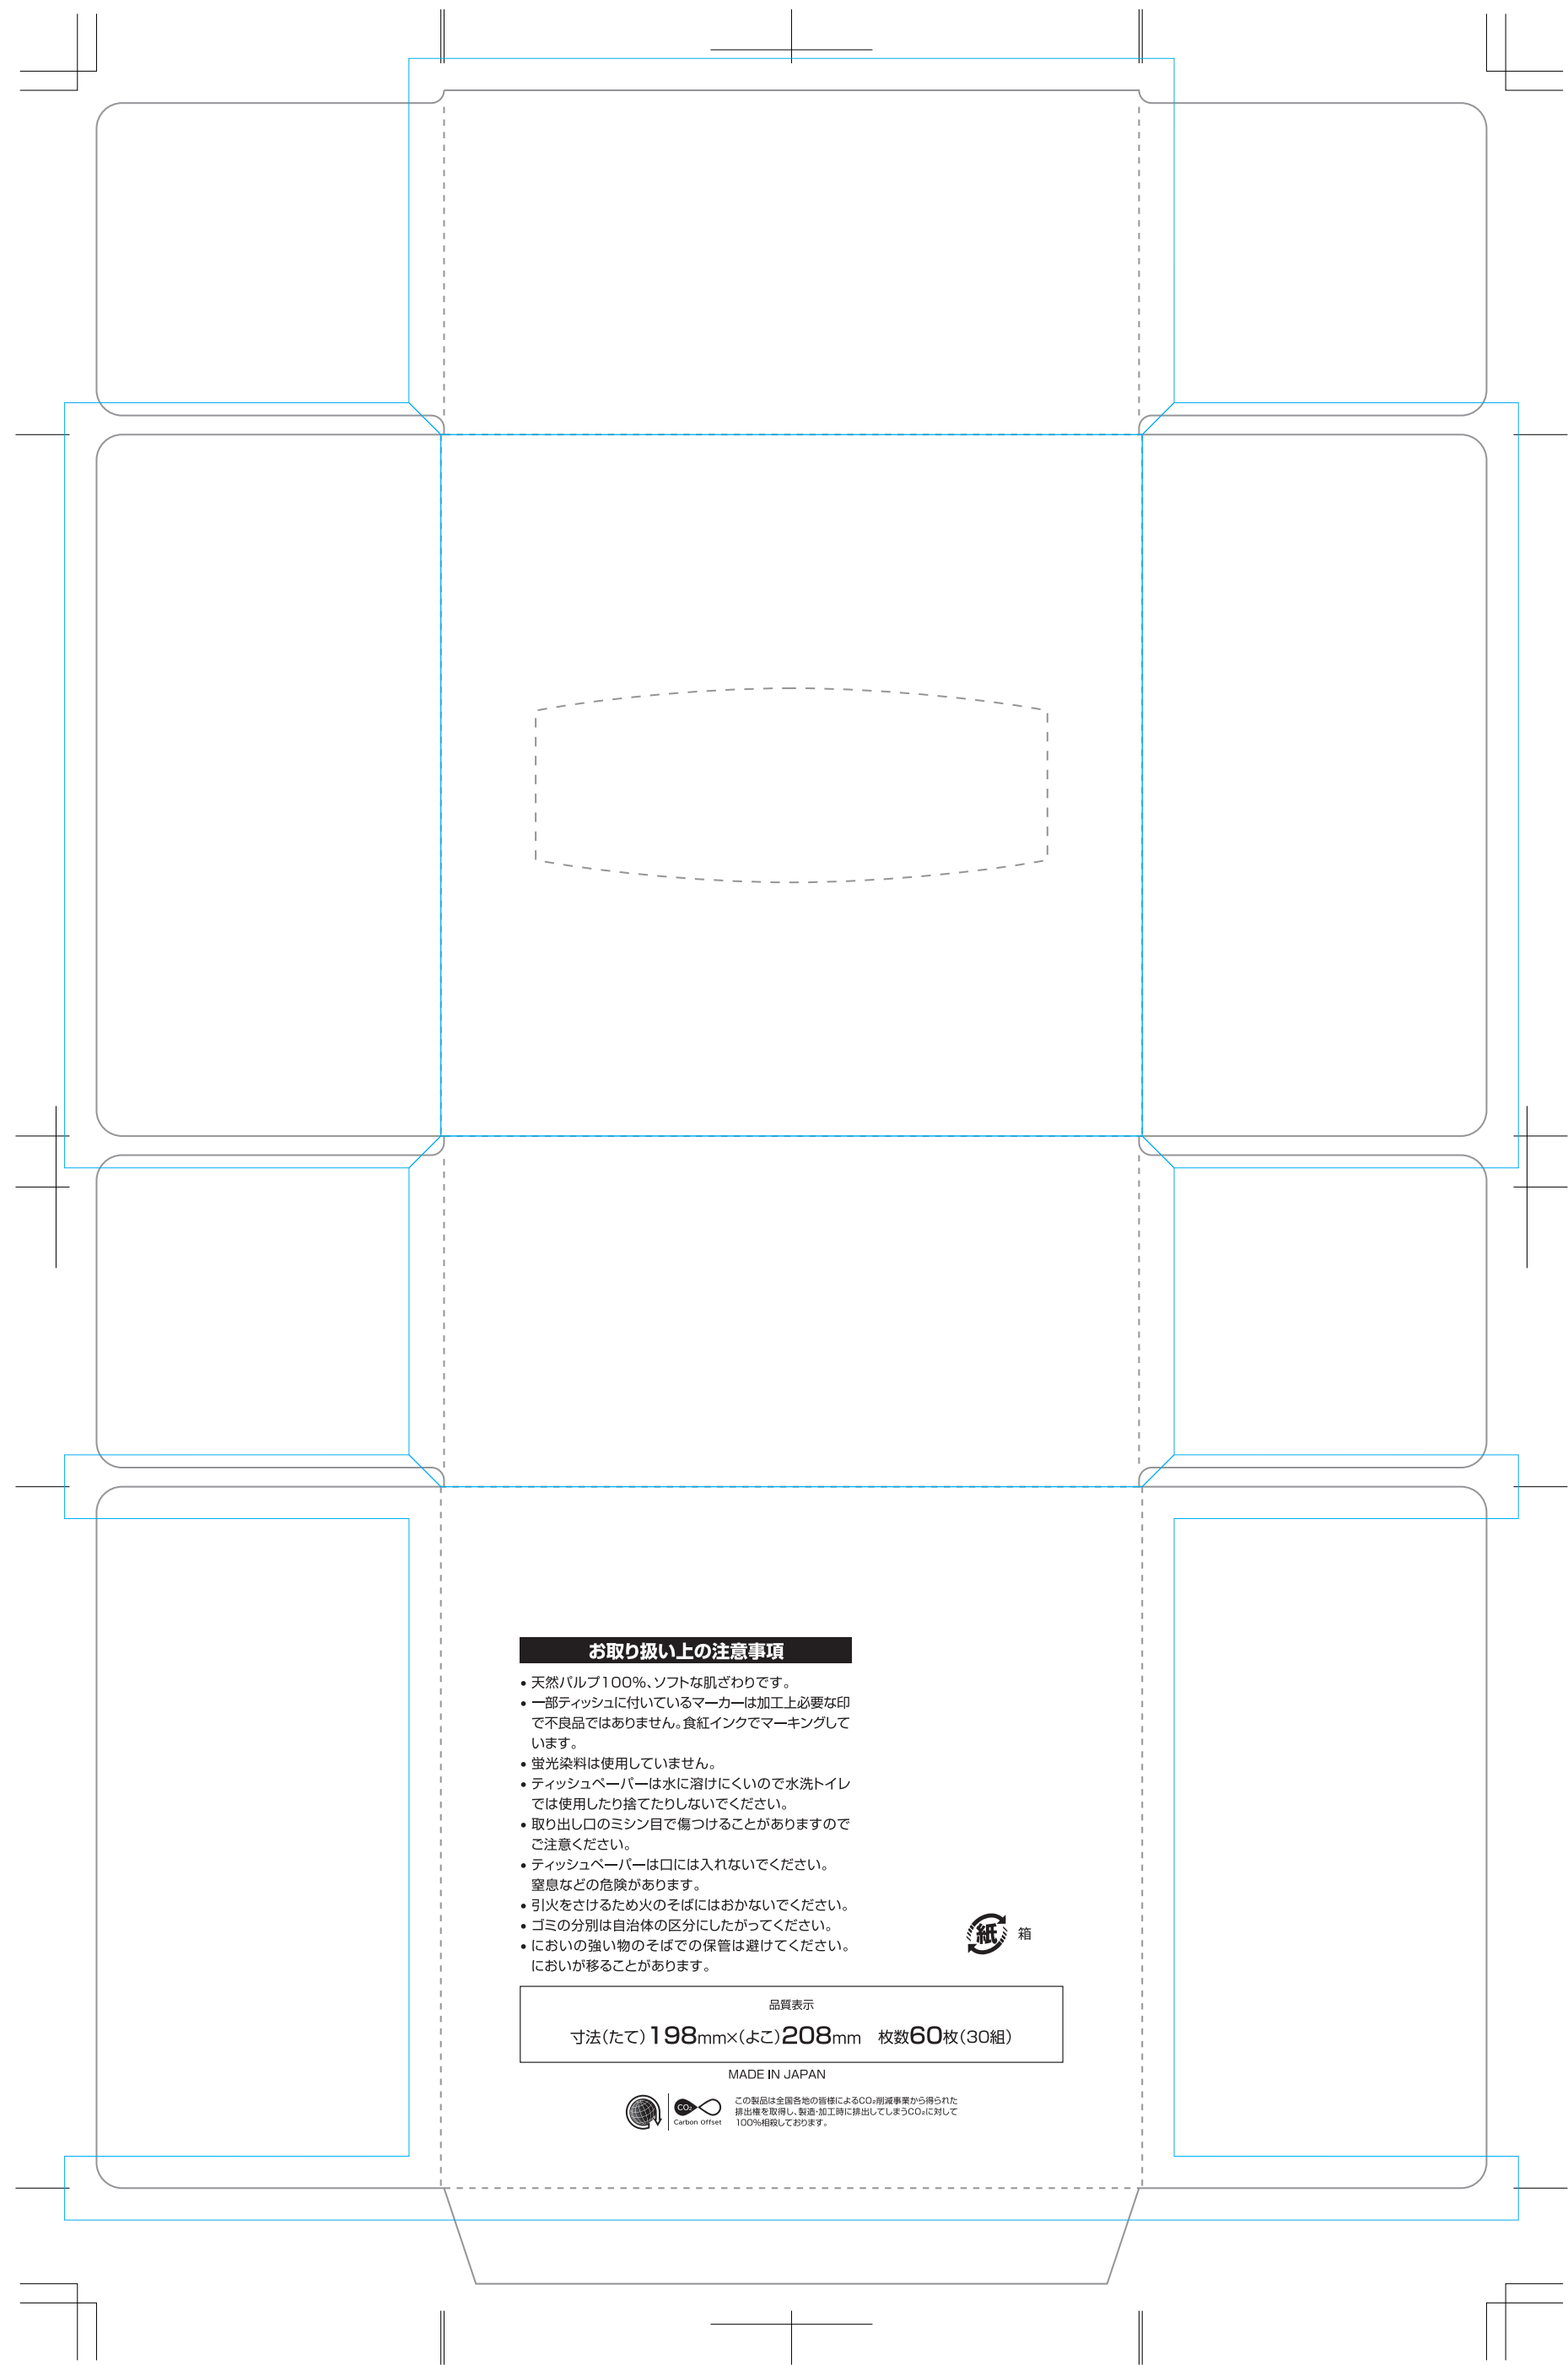 お取り扱い上の注意事項
• 天然パルプ100%、ソフトな肌ざわりです。
• 一部ティッシュに付いているマーカーは加工上必要な印
で不良品ではありません。食紅インクでマーキングして
います。
• 蛍光染料は使用していません。
• ティッシュペーパーは水に溶けにくいので水洗トイレ
では使用したり捨てたりしないでください。
• 取り出し口のミシン目で傷つけることがありますので
ご注意ください。
• ティッシュペーパーは口には入れないでください。
窒息などの危険があります。
• 引火をさけるため火のそばにはおかないでください。
• ゴミの分別は自治体の区分にしたがってください。
• においの強い物のそばでの保管は避けてください。
においが移ることがあります。
紙 箱
品質表示
寸法(たて)198mm×(よこ)208mm 枚数60枚(30組)
MADE IN JAPAN
CO₂
Carbon Offset
この製品は全国各地の皆様によるCO₂削減事業から得られた
排出権を取得し、製造・加工時に排出してしまうCO₂に対して
100%相殺しております。